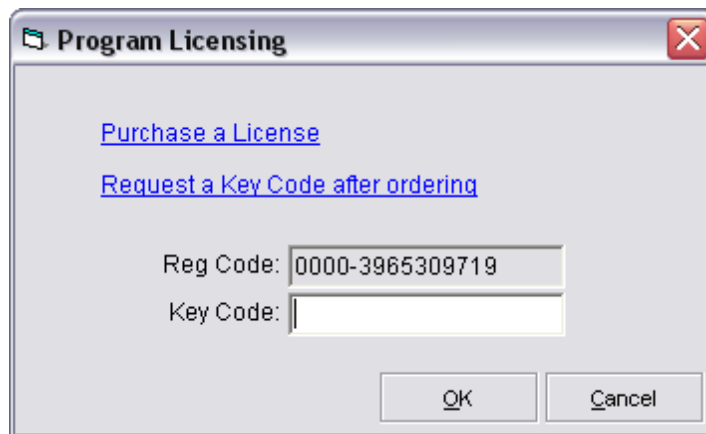 Program Licensing
Purchase a License
Request a Key Code after ordering
Reg Code: 0000-3965309719
Key Code:
OK Cancel